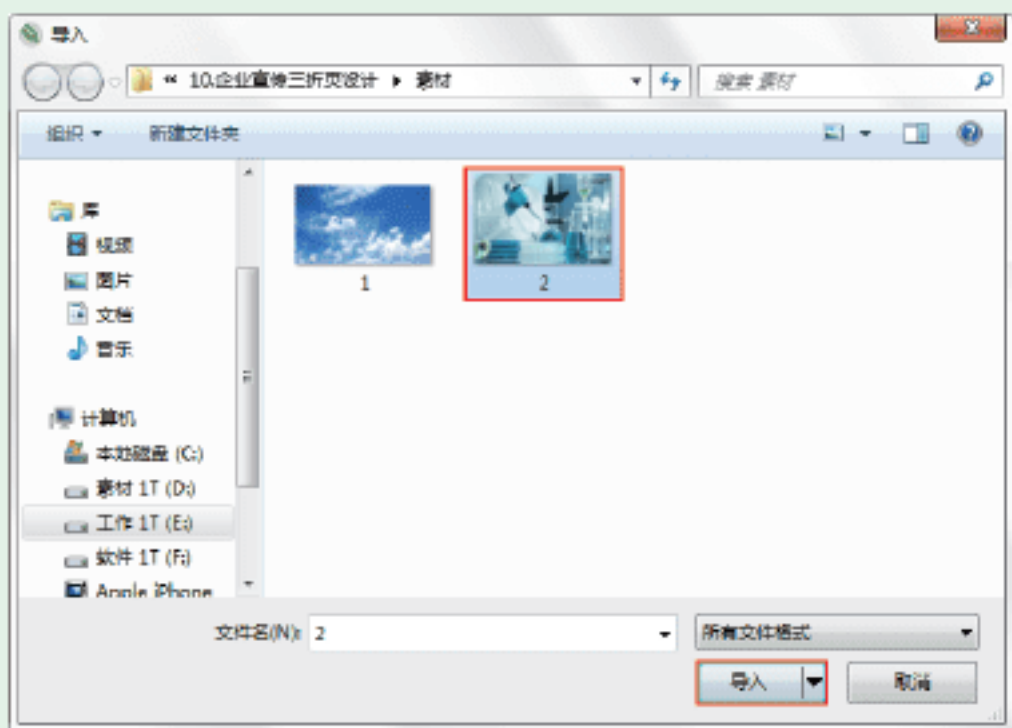 导入
« 10.企业宣传三折页设计 ▸ 素材
搜索 素材
组织 新建文件夹
库
视频
图片
文档
音乐
计算机
本地磁盘 (C:)
素材 1T (D:)
工作 1T (E:)
软件 1T (F:)
Apple iPhone
1
2
文件名(N): 2
所有文件格式
导入
取消